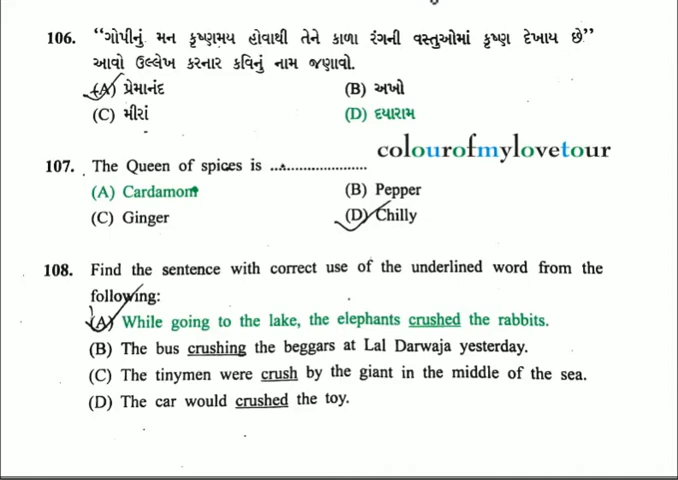 106. “ગોપીનું મન કૃષ્ણમય હોવાથી તેને કાળા રંગની વસ્તુઓમાં કૃષ્ણ દેખાય છે”
આવો ઉલ્લેખ કરનાર કવિનું નામ જણાવો.
(A) પ્રેમાનંદ (B) અખો
(C) મીરાં (D) દયારામ
colourofmylovetour
107. The Queen of spices is ......................
(A) Cardamom (B) Pepper
(C) Ginger (D) Chilly
108. Find the sentence with correct use of the underlined word from the
following:
(A) While going to the lake, the elephants crushed the rabbits.
(B) The bus crushing the beggars at Lal Darwaja yesterday.
(C) The tinymen were crush by the giant in the middle of the sea.
(D) The car would crushed the toy.